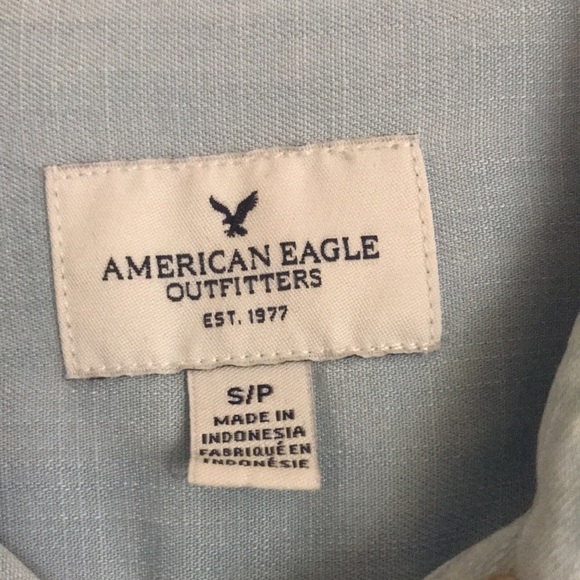 AMERICAN EAGLE
OUTFITTERS
EST. 1977
S/P
MADE IN
INDONESIA
FABRIQUÉ EN
INDONÉSIE